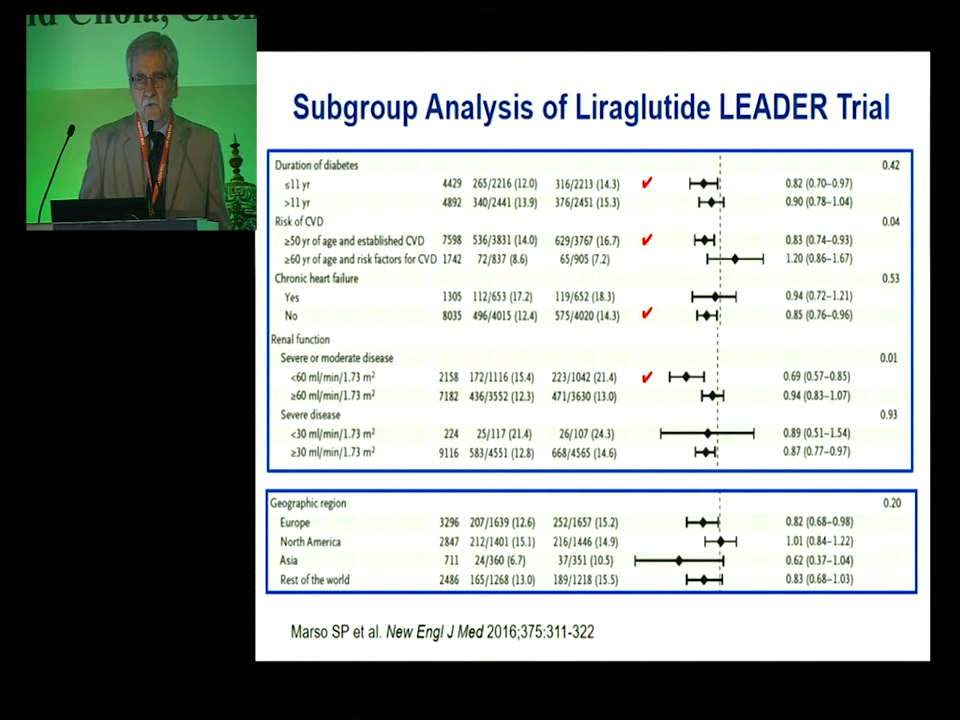 Subgroup Analysis of Liraglutide LEADER Trial
Duration of diabetes 0.42
≤11 yr 4429 265/2216 (12.0) 316/2213 (14.3) ✔ 0.82 (0.70–0.97)
>11 yr 4892 340/2441 (13.9) 376/2451 (15.3) 0.90 (0.78–1.04)
Risk of CVD 0.04
≥50 yr of age and established CVD 7598 536/3831 (14.0) 629/3767 (16.7) ✔ 0.83 (0.74–0.93)
≥60 yr of age and risk factors for CVD 1742 72/837 (8.6) 65/905 (7.2) 1.20 (0.86–1.67)
Chronic heart failure 0.53
Yes 1305 112/653 (17.2) 119/652 (18.3) 0.94 (0.72–1.21)
No 8035 496/4015 (12.4) 575/4020 (14.3) ✔ 0.85 (0.76–0.96)
Renal function
Severe or moderate disease 0.01
<60 ml/min/1.73 m² 2158 172/1116 (15.4) 223/1042 (21.4) ✔ 0.69 (0.57–0.85)
≥60 ml/min/1.73 m² 7182 436/3552 (12.3) 471/3630 (13.0) 0.94 (0.83–1.07)
Severe disease 0.93
<30 ml/min/1.73 m² 224 25/117 (21.4) 26/107 (24.3) 0.89 (0.51–1.54)
≥30 ml/min/1.73 m² 9116 583/4551 (12.8) 668/4565 (14.6) 0.87 (0.77–0.97)
Geographic region 0.20
Europe 3296 207/1639 (12.6) 252/1657 (15.2) 0.82 (0.68–0.98)
North America 2847 212/1401 (15.1) 216/1446 (14.9) 1.01 (0.84–1.22)
Asia 711 24/360 (6.7) 37/351 (10.5) 0.62 (0.37–1.04)
Rest of the world 2486 165/1268 (13.0) 189/1218 (15.5) 0.83 (0.68–1.03)
Marso SP et al. New Engl J Med 2016;375:311-322